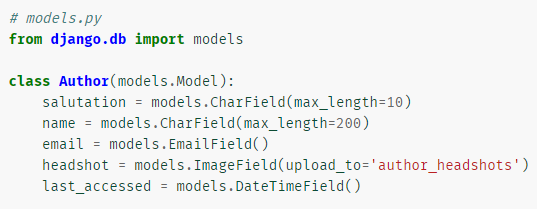 # models.py
from django.db import models

class Author(models.Model):
    salutation = models.CharField(max_length=10)
    name = models.CharField(max_length=200)
    email = models.EmailField()
    headshot = models.ImageField(upload_to='author_headshots')
    last_accessed = models.DateTimeField()